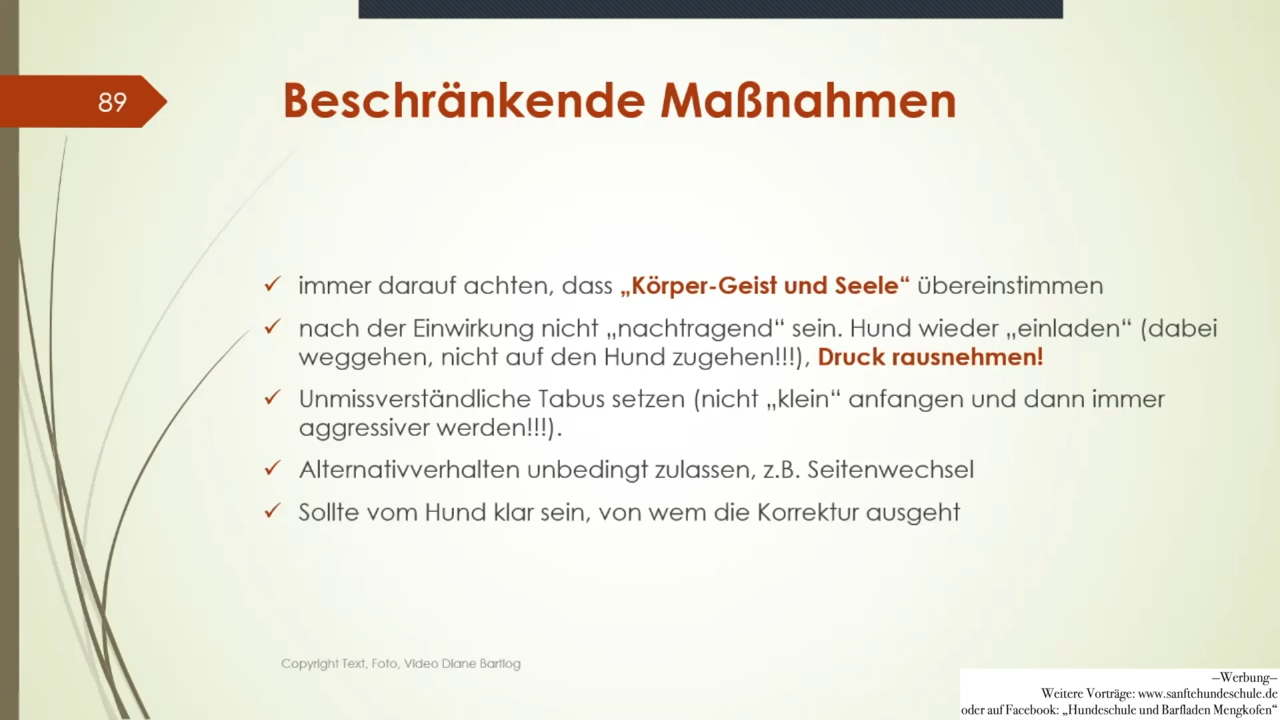 89
Beschränkende Maßnahmen
✓ immer darauf achten, dass „Körper-Geist und Seele“ übereinstimmen
✓ nach der Einwirkung nicht „nachtragend“ sein. Hund wieder „einladen“ (dabei
weggehen, nicht auf den Hund zugehen!!!), Druck rausnehmen!
✓ Unmissverständliche Tabus setzen (nicht „klein“ anfangen und dann immer
aggressiver werden!!!).
✓ Alternativverhalten unbedingt zulassen, z.B. Seitenwechsel
✓ Sollte vom Hund klar sein, von wem die Korrektur ausgeht
Copyright Text, Foto, Video Diane Bartlog
—Werbung—
Weitere Vorträge: www.sanftehundeschule.de
oder auf Facebook: „Hundeschule und Barfladen Mengkofen“